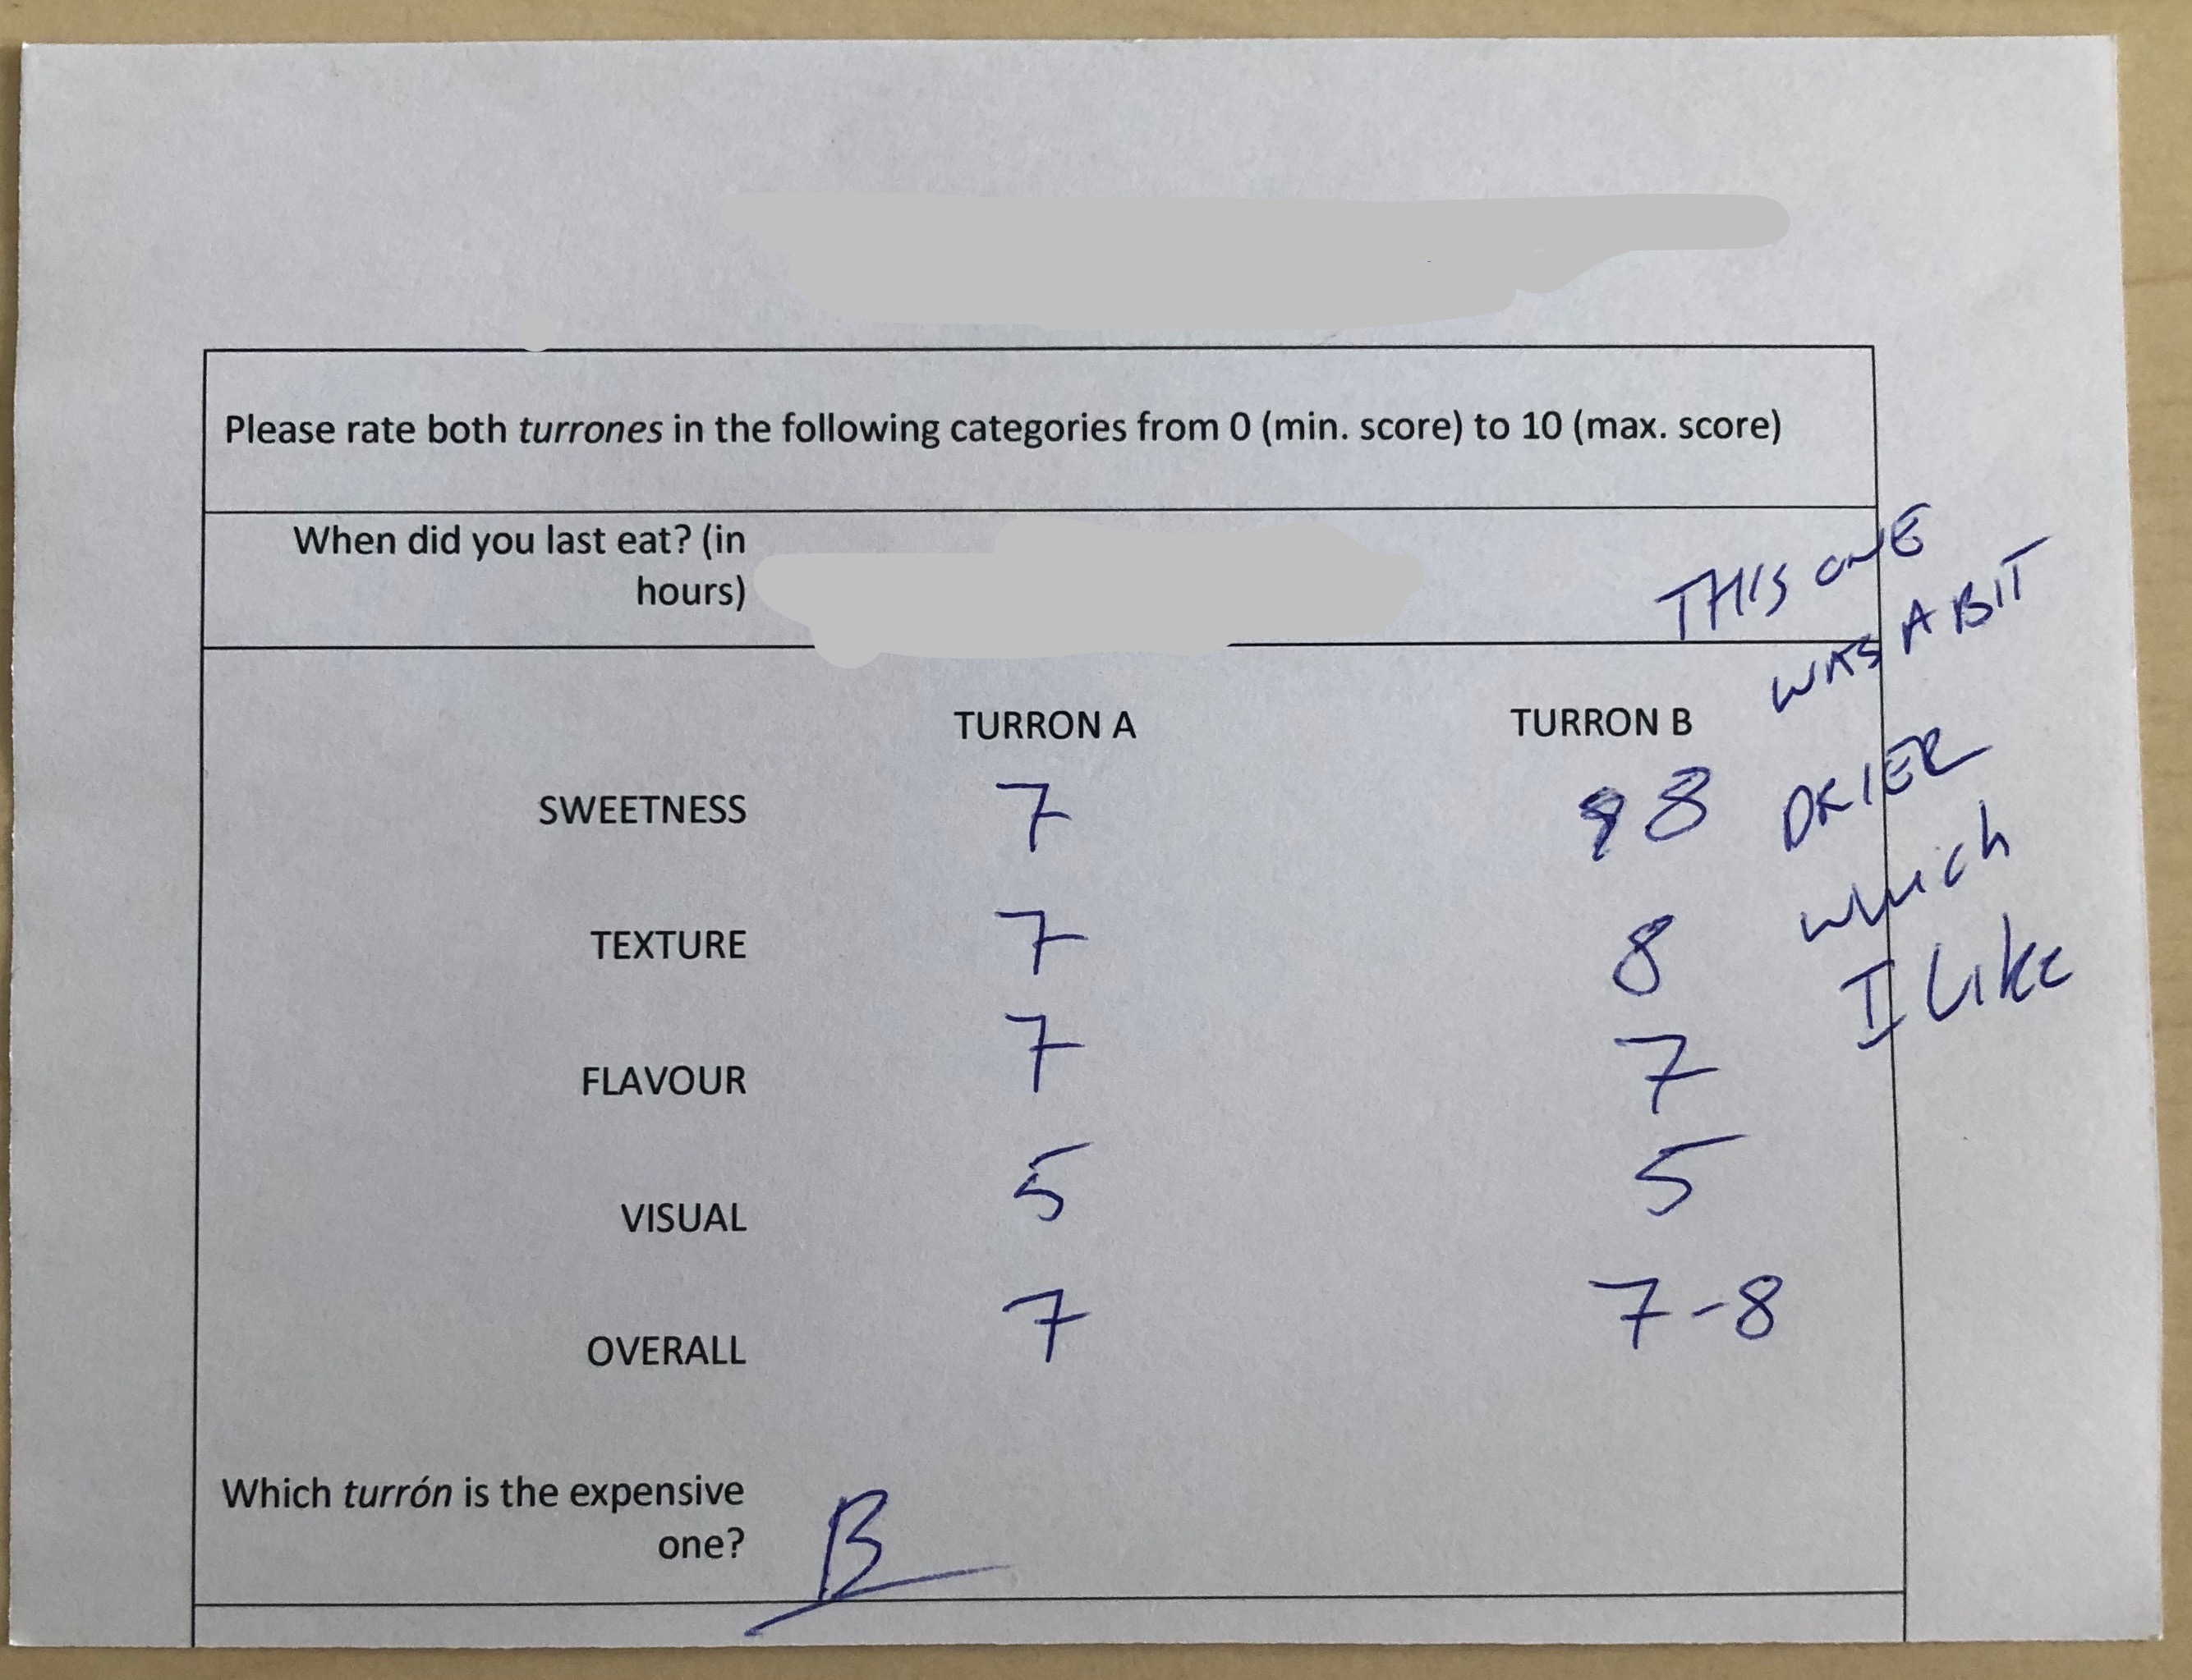 Please rate both turrones in the following categories from 0 (min. score) to 10 (max. score)
When did you last eat? (in
hours)
THIS ONE
WAS A BIT
DRIER
which
I Like
TURRON A TURRON B
SWEETNESS 7 8
TEXTURE 7 8
FLAVOUR 7 7
VISUAL 5 5
OVERALL 7 7-8
Which turrón is the expensive
one? B